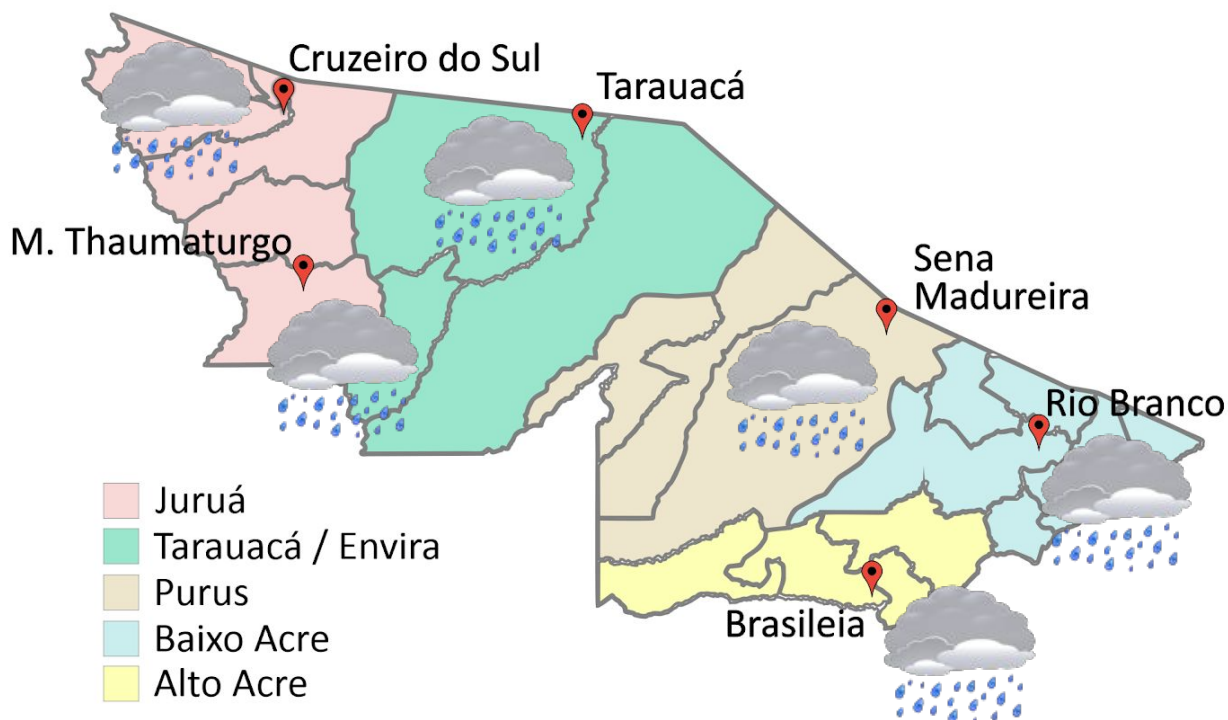 Cruzeiro do Sul
Tarauacá
M. Thaumaturgo
Sena
Madureira
Rio Branco
Brasileia
Juruá
Tarauacá / Envira
Purus
Baixo Acre
Alto Acre